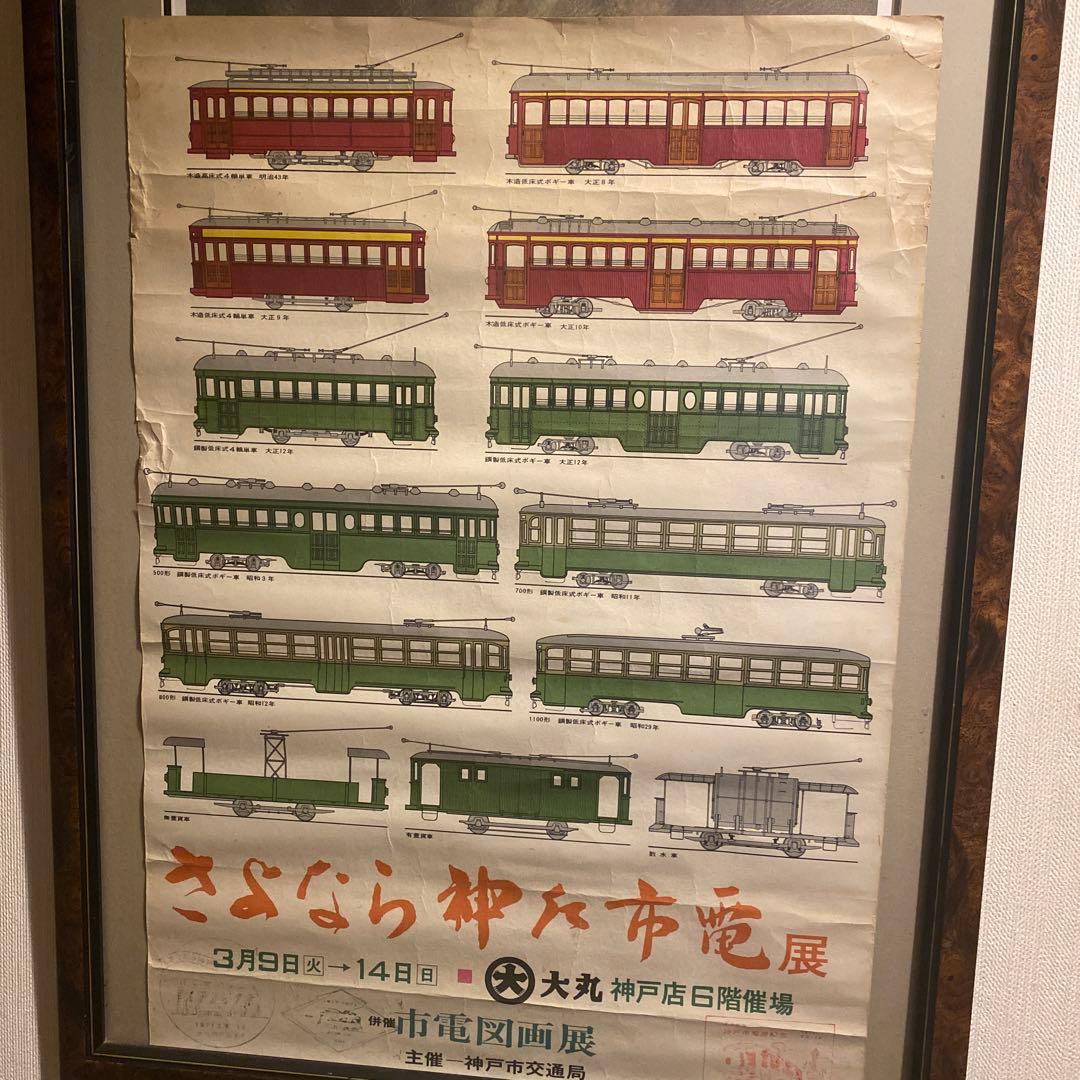 木造高床式4輪単車 明治43年
木造低床式ボギー車 大正8年
木造低床式4輪単車 大正9年
木造低床式ボギー車 大正10年
鋼製低床式4輪単車 大正12年
鋼製低床式ボギー車 大正12年
500形 鋼製低床式ボギー車 昭和3年
700形 鋼製低床式ボギー車 昭和11年
800形 鋼製低床式ボギー車 昭和12年
1100形 鋼製低床式ボギー車 昭和29年
無蓋貨車
有蓋貨車
散水車
さよなら神戸市電展
3月9日火→14日日 大 大丸 神戸店6階催場
併催 市電図画展
主催―神戸市交通局